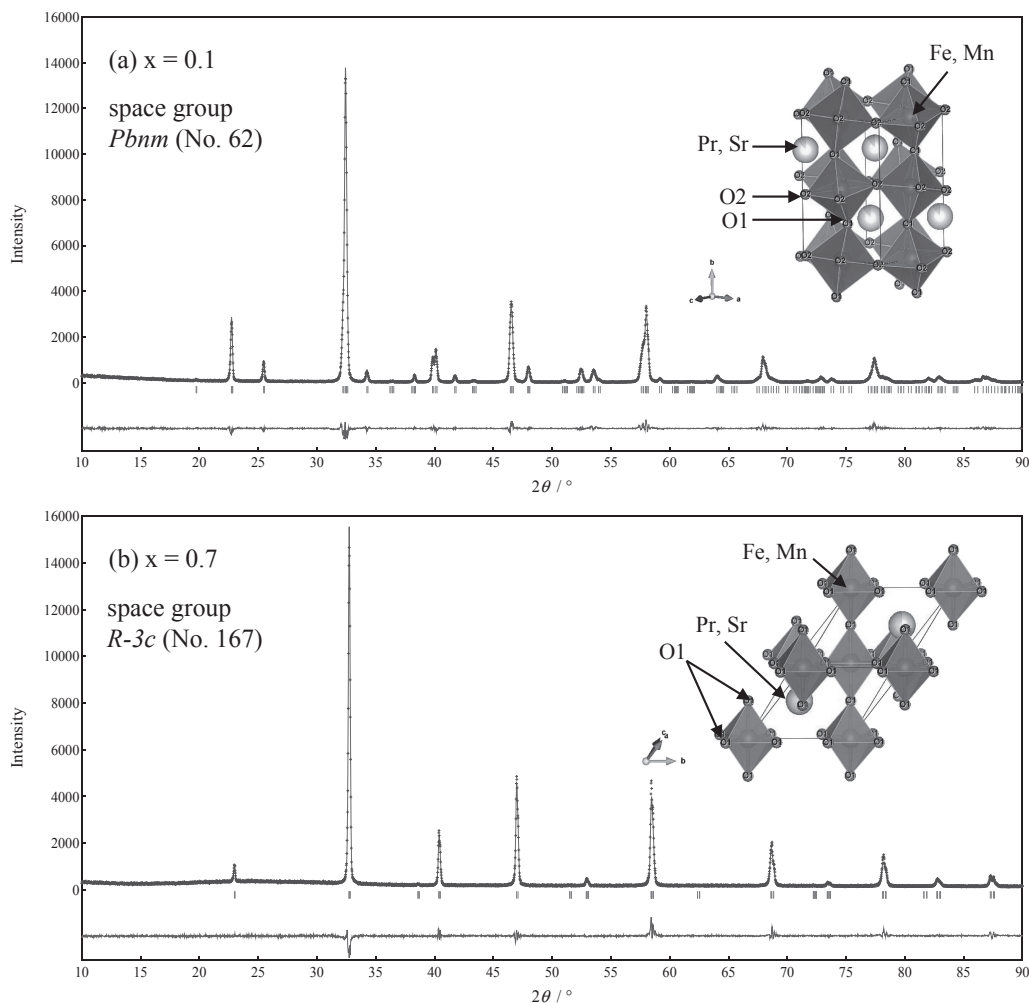 16000
14000
12000
10000
8000
6000
4000
2000
0
Intensity
(a) x = 0.1
space group
Pbnm (No. 62)
Fe, Mn
Pr, Sr
O2
O1
b
c
a
10 15 20 25 30 35 40 45 50 55 60 65 70 75 80 85 90
2θ / °
16000
14000
12000
10000
8000
6000
4000
2000
0
Intensity
(b) x = 0.7
space group
R-3c (No. 167)
Fe, Mn
Pr, Sr
O1
c
a
b
10 15 20 25 30 35 40 45 50 55 60 65 70 75 80 85 90
2θ / °